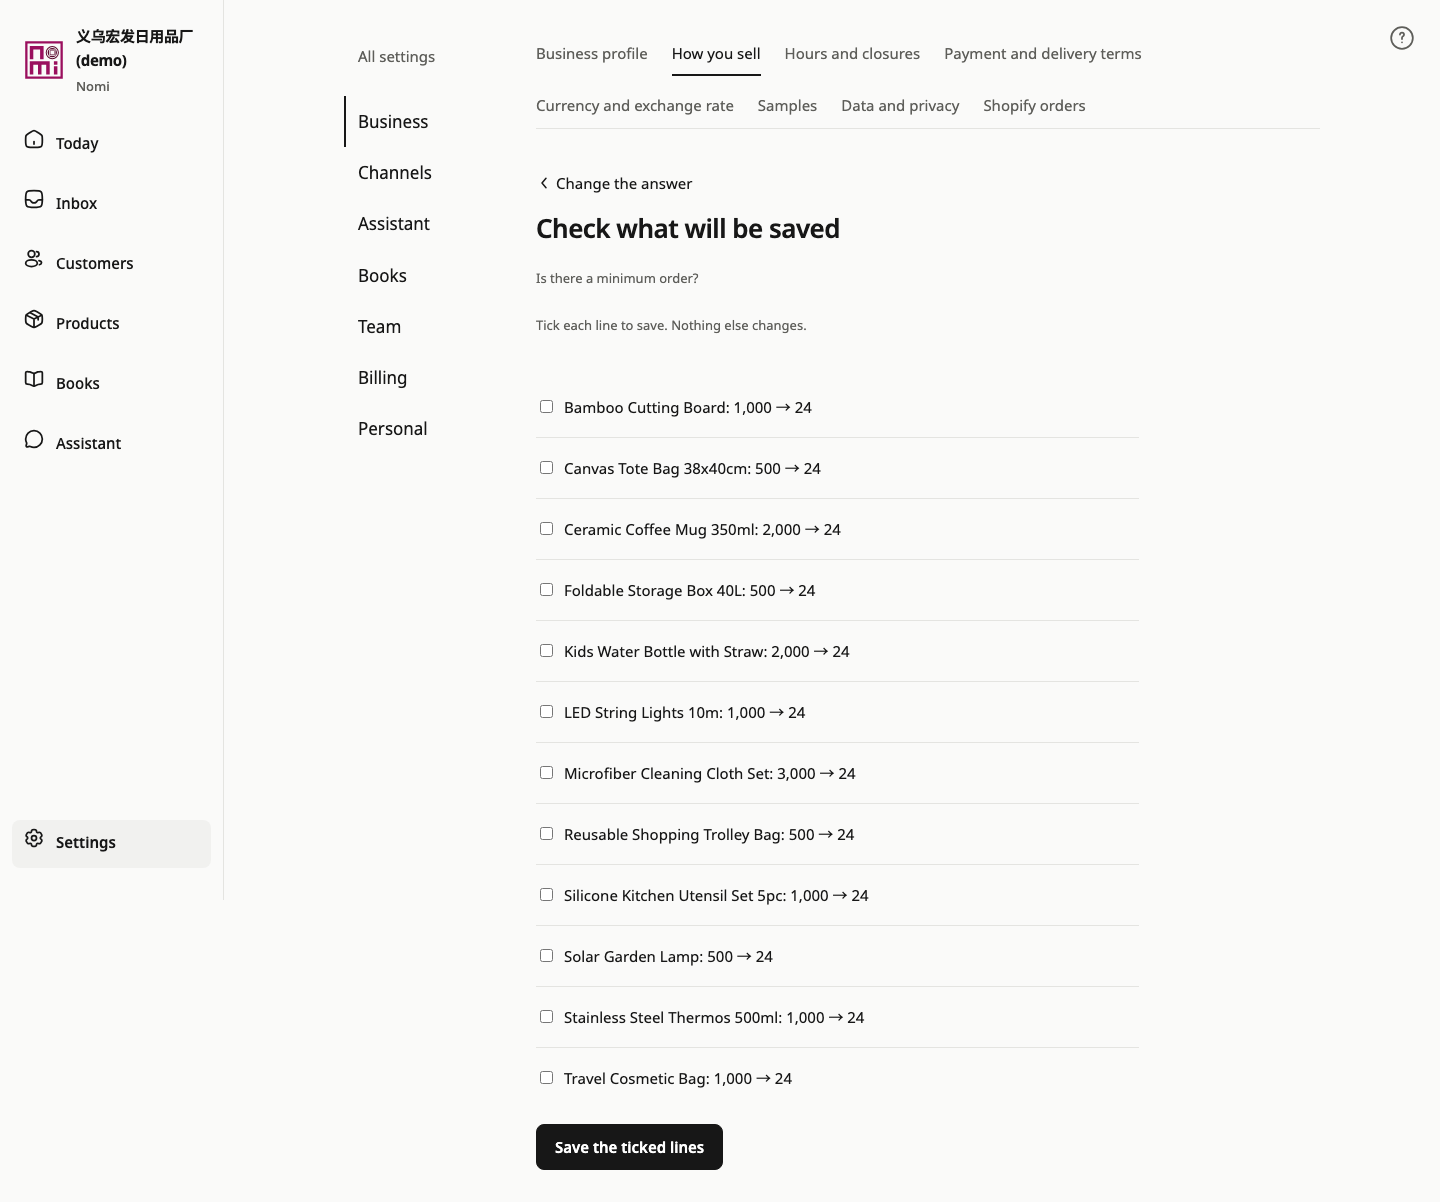 义乌宏发日用品厂
(demo)
Nomi
Today
Inbox
Customers
Products
Books
Assistant
Settings
All settings
Business
Channels
Assistant
Books
Team
Billing
Personal
Business profile
How you sell
Hours and closures
Payment and delivery terms
Currency and exchange rate
Samples
Data and privacy
Shopify orders
Change the answer
Check what will be saved
Is there a minimum order?
Tick each line to save. Nothing else changes.
Bamboo Cutting Board: 1,000 → 24
Canvas Tote Bag 38x40cm: 500 → 24
Ceramic Coffee Mug 350ml: 2,000 → 24
Foldable Storage Box 40L: 500 → 24
Kids Water Bottle with Straw: 2,000 → 24
LED String Lights 10m: 1,000 → 24
Microfiber Cleaning Cloth Set: 3,000 → 24
Reusable Shopping Trolley Bag: 500 → 24
Silicone Kitchen Utensil Set 5pc: 1,000 → 24
Solar Garden Lamp: 500 → 24
Stainless Steel Thermos 500ml: 1,000 → 24
Travel Cosmetic Bag: 1,000 → 24
Save the ticked lines